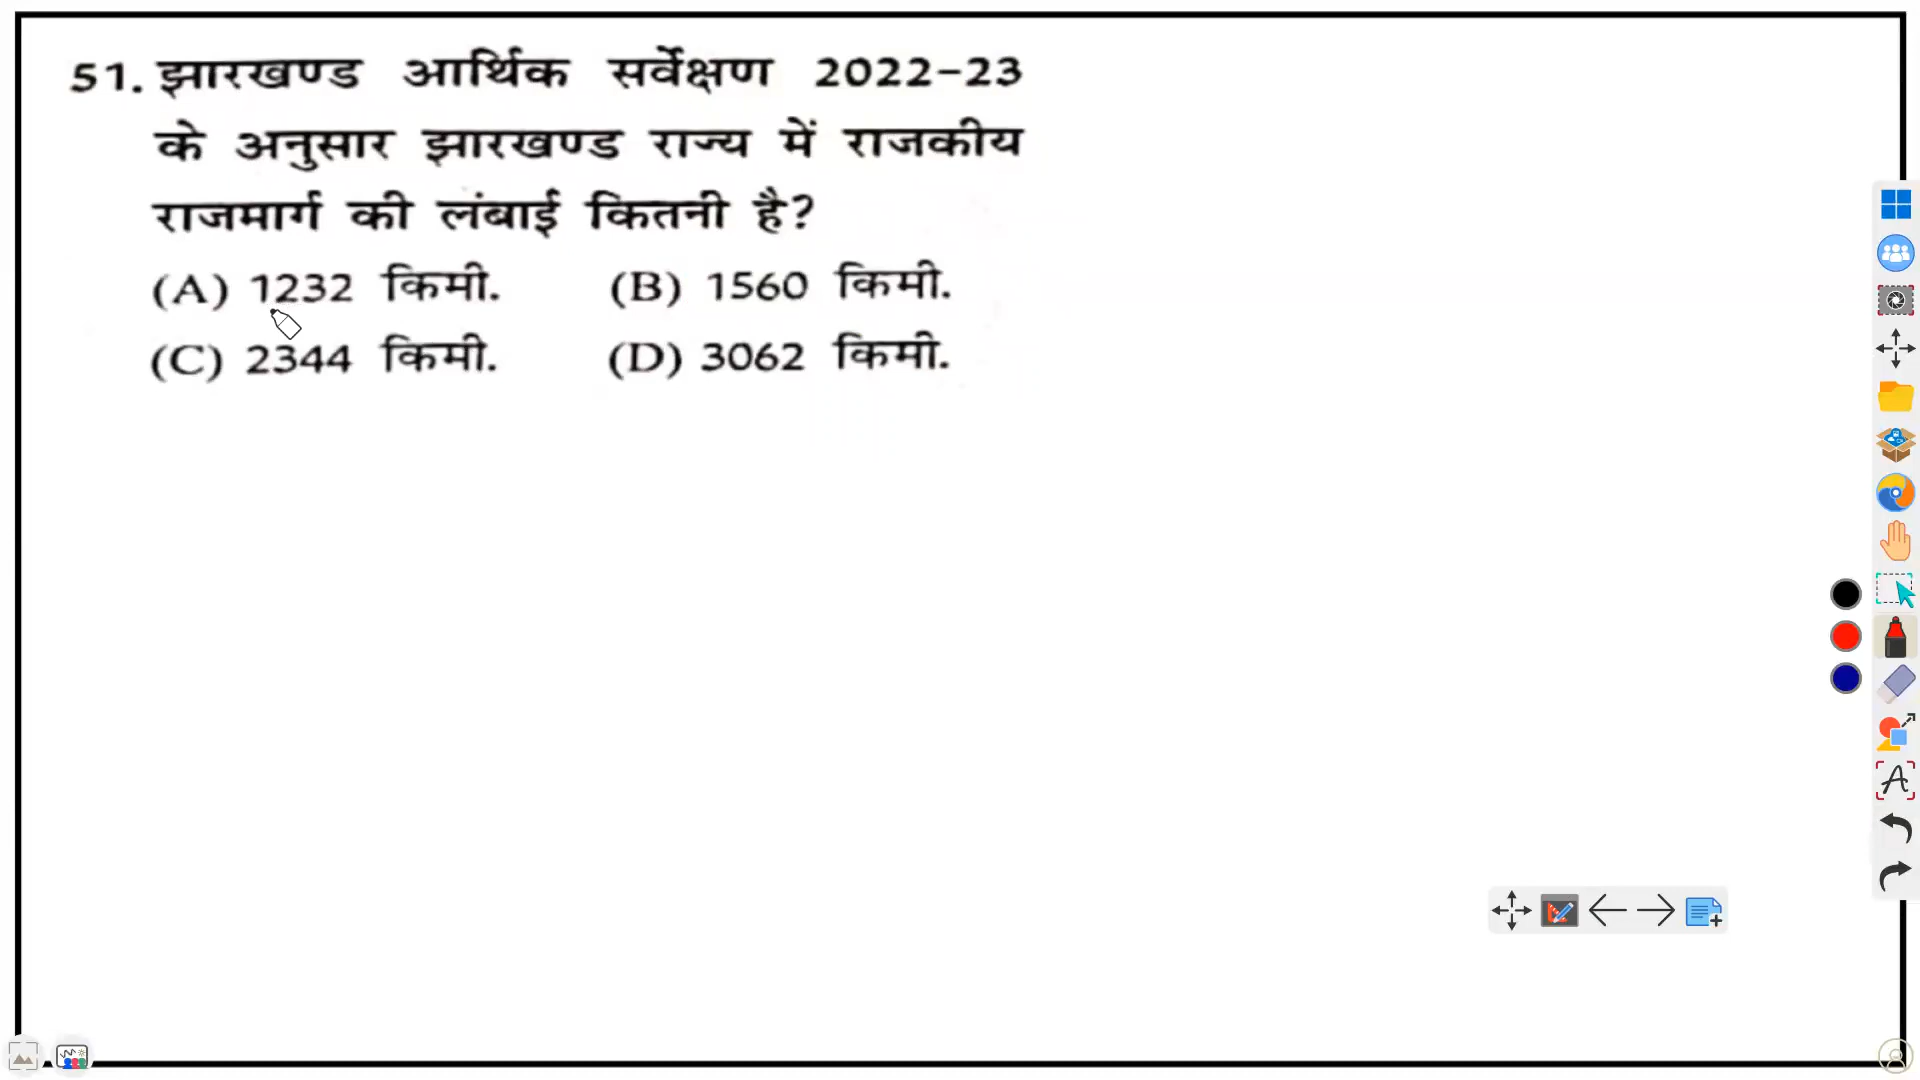 51. झारखण्ड आर्थिक सर्वेक्षण 2022-23
के अनुसार झारखण्ड राज्य में राजकीय
राजमार्ग की लंबाई कितनी है?
(A) 1232 किमी. (B) 1560 किमी.
(C) 2344 किमी. (D) 3062 किमी.